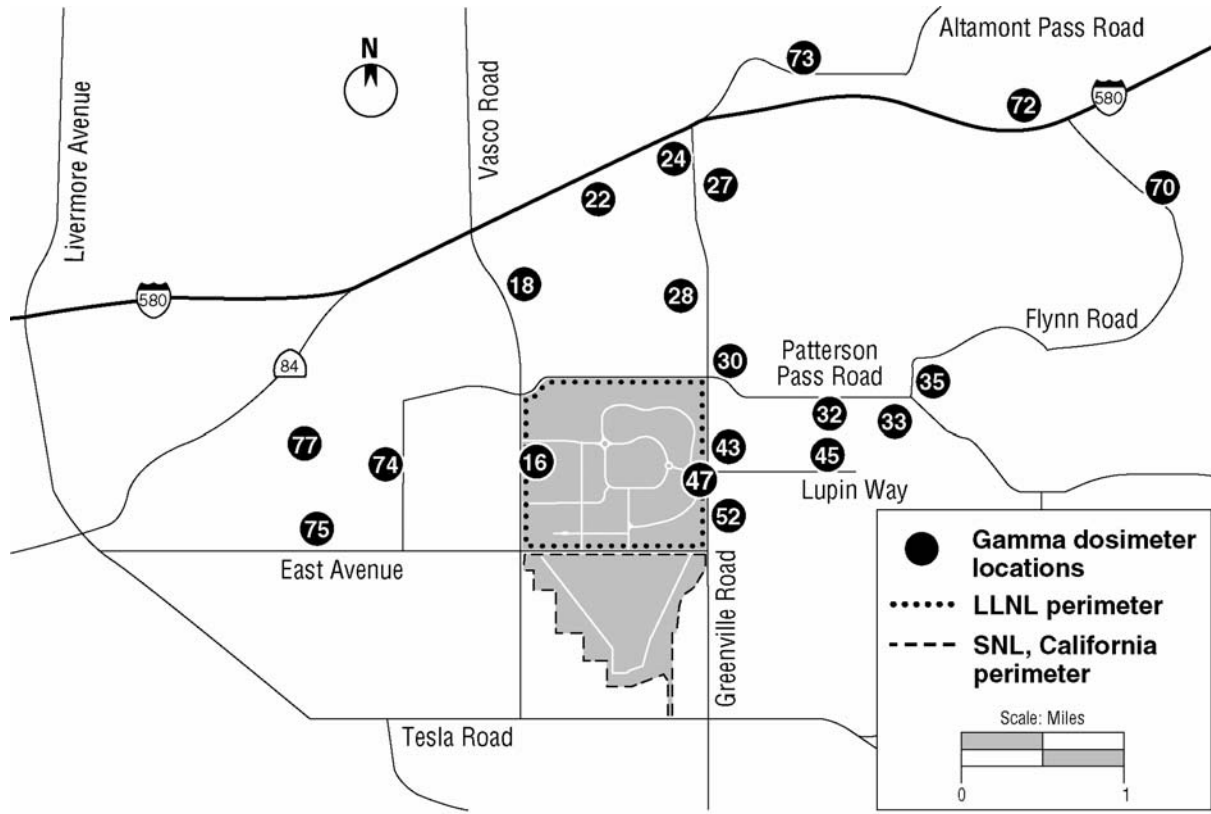 Altamont Pass Road
N
73
Livermore Avenue
Vasco Road
72
580
24
22
27
70
18
28
580
Flynn Road
84
30
Patterson
Pass Road
35
32
33
77
74
16
43
45
47
Lupin Way
52
75
East Avenue
Greenville Road
Tesla Road
Gamma dosimeter
locations
LLNL perimeter
SNL, California
perimeter
Scale: Miles
0
1